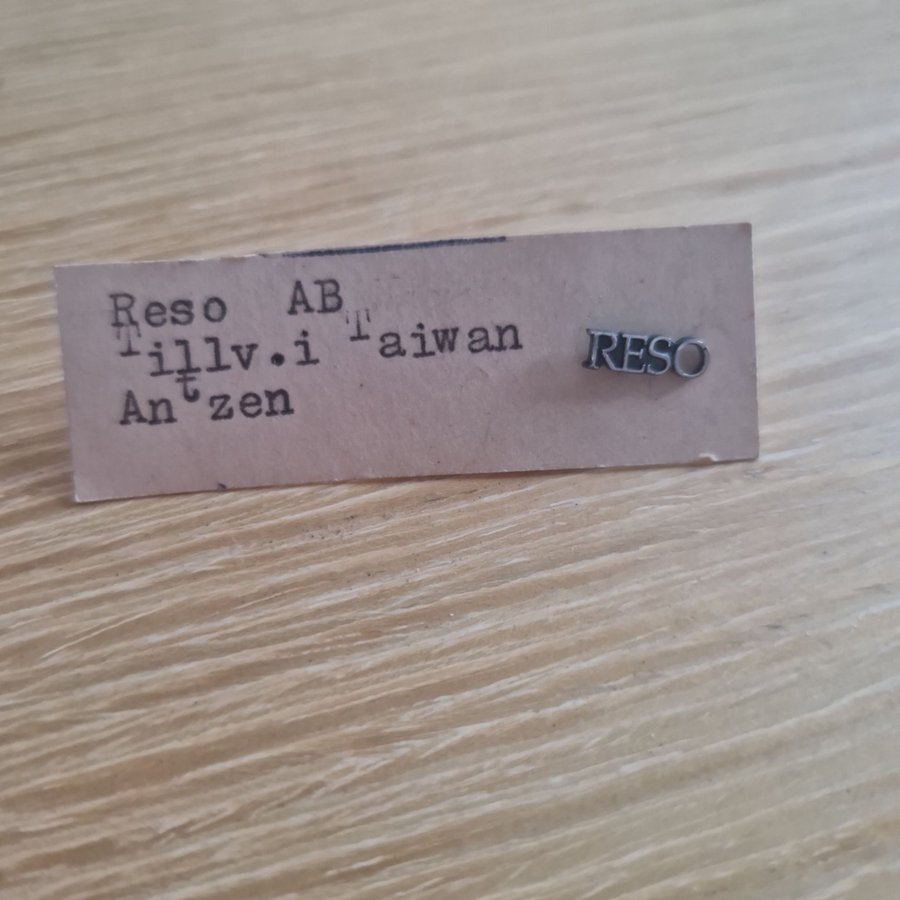 Reso AB
Tillv.i Taiwan
Antzen
RESO